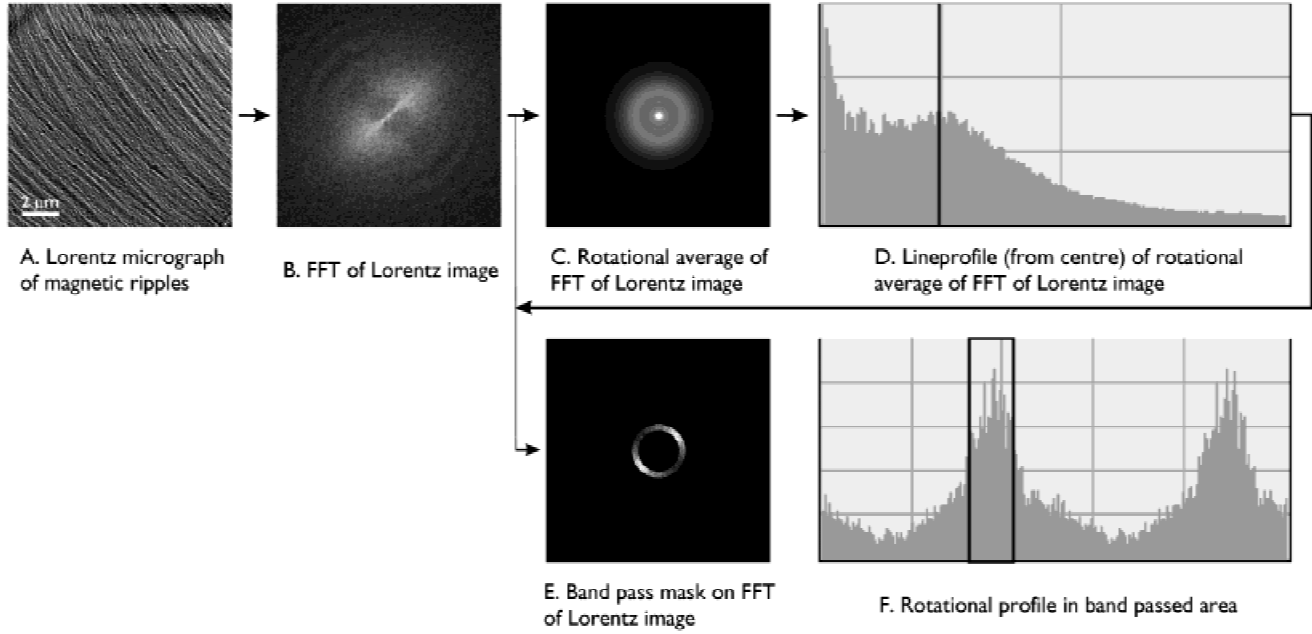 2 µm
A. Lorentz micrograph
of magnetic ripples
B. FFT of Lorentz image
C. Rotational average of
FFT of Lorentz image
D. Lineprofile (from centre) of rotational
average of FFT of Lorentz image
E. Band pass mask on FFT
of Lorentz image
F. Rotational profile in band passed area